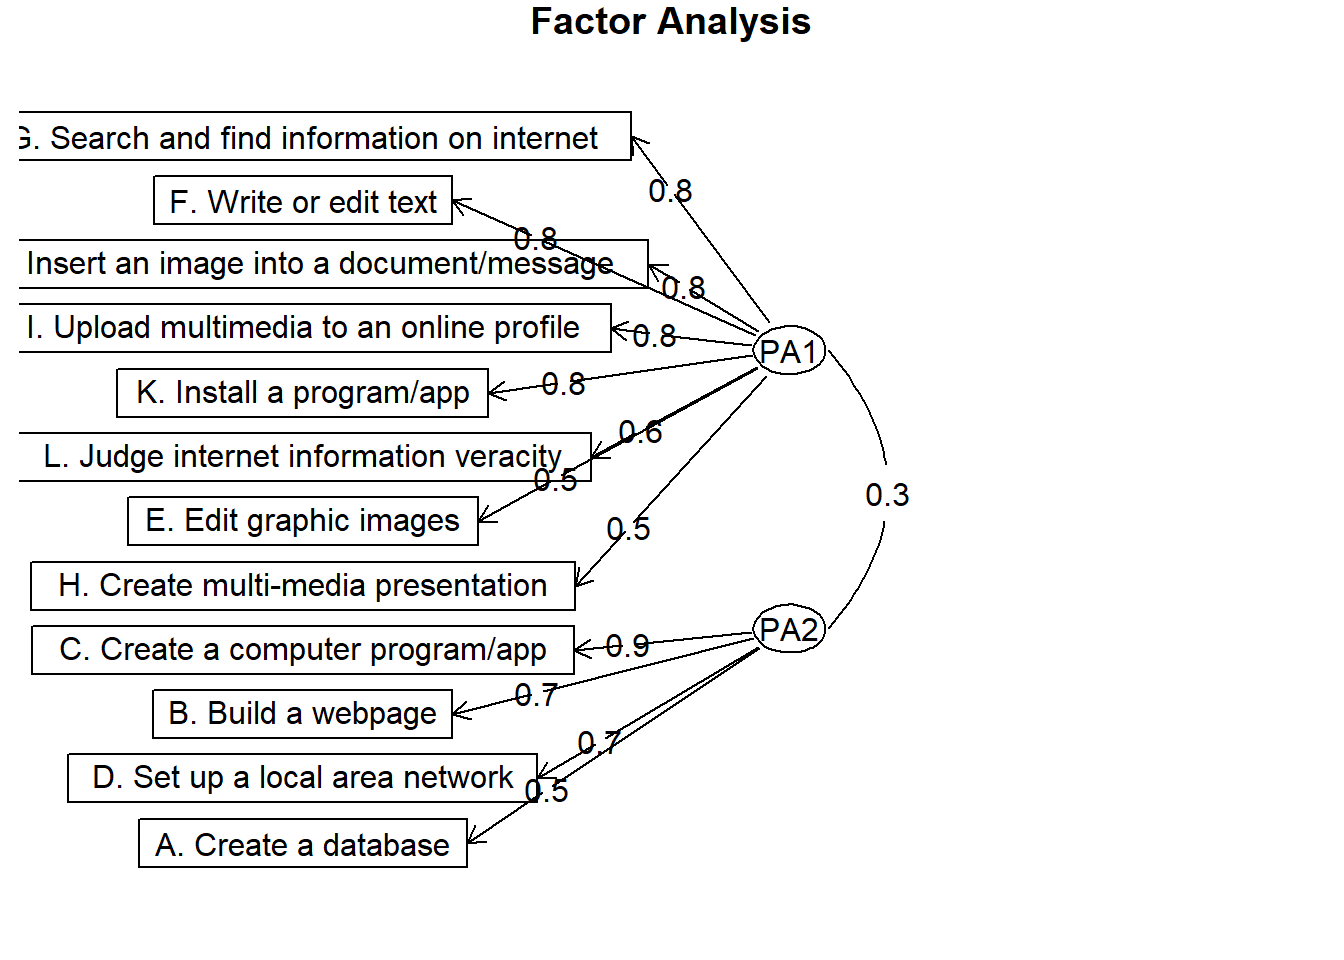 Factor Analysis
G. Search and find information on internet
0.8
F. Write or edit text
0.8
Insert an image into a document/message
0.8
I. Upload multimedia to an online profile
0.8
PA1
K. Install a program/app
0.8
0.6
L. Judge internet information veracity
0.5
0.3
E. Edit graphic images
0.5
H. Create multi-media presentation
PA2
C. Create a computer program/app
0.9
0.7
B. Build a webpage
0.7
D. Set up a local area network
0.5
A. Create a database